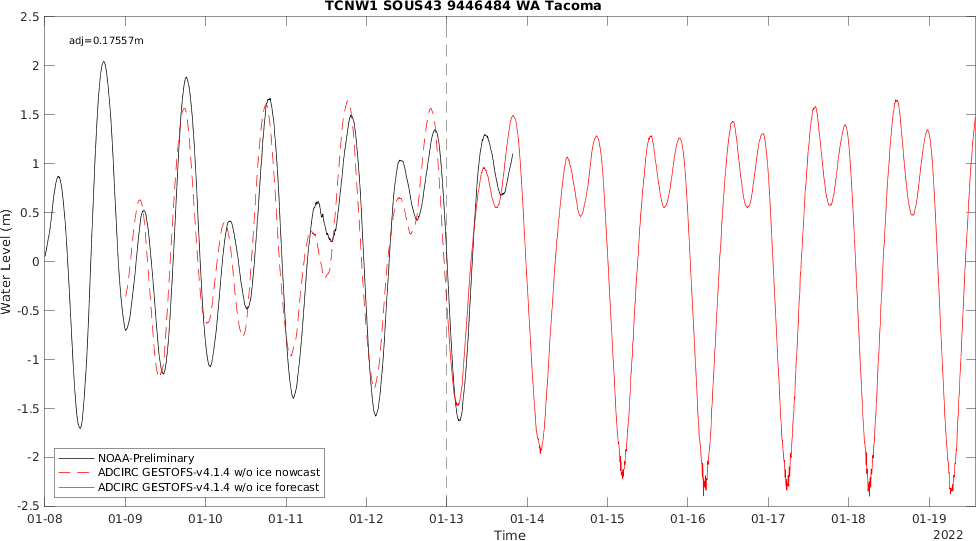 TCNW1 SOUS43 9446484 WA Tacoma
adj=0.17557m
Water Level (m)
2.5
2
1.5
1
0.5
0
-0.5
-1
-1.5
-2
-2.5
NOAA-Preliminary
ADCIRC GESTOFS-v4.1.4 w/o ice nowcast
ADCIRC GESTOFS-v4.1.4 w/o ice forecast
01-08 01-09 01-10 01-11 01-12 01-13 01-14 01-15 01-16 01-17 01-18 01-19
Time
2022